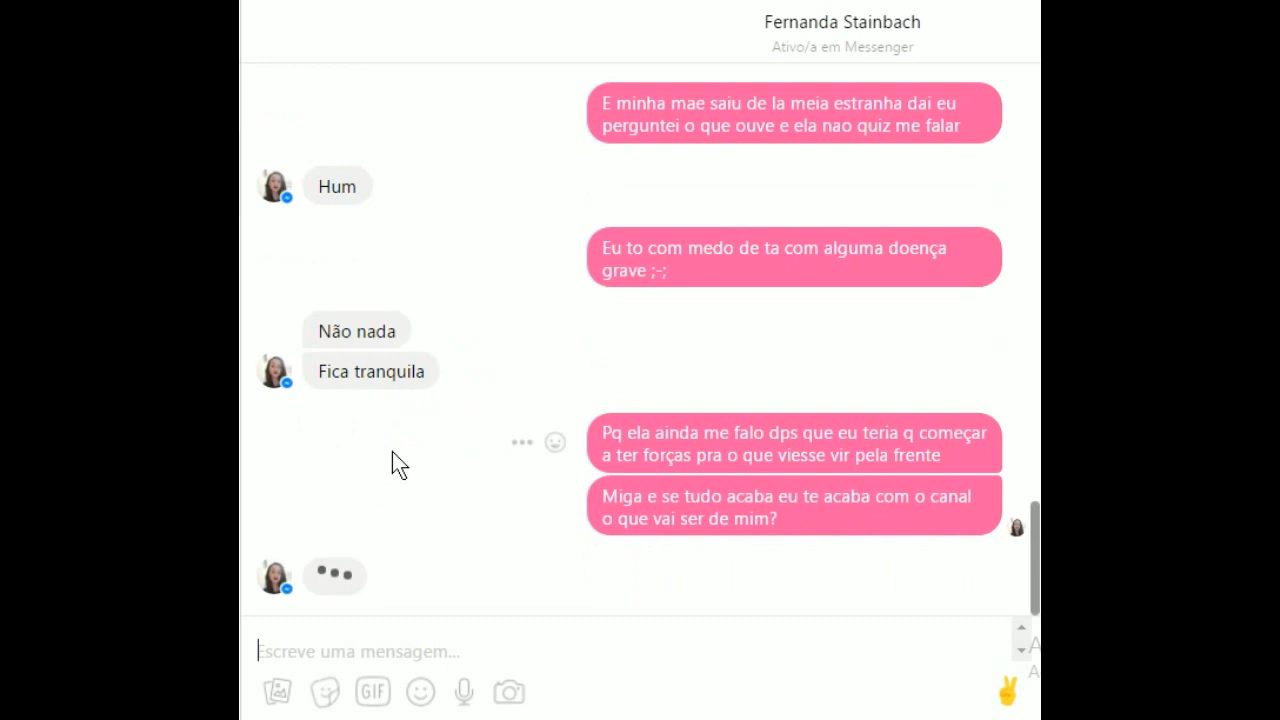 Fernanda Stainbach
Ativo/a em Messenger
E minha mae saiu de la meia estranha dai eu
perguntei o que ouve e ela nao quiz me falar
Hum
Eu to com medo de ta com alguma doença
grave ;-;
Não nada
Fica tranquila
Pq ela ainda me falo dps que eu teria q começar
a ter forças pra o que viesse vir pela frente
Miga e se tudo acaba eu te acaba com o canal
o que vai ser de mim?
Escreve uma mensagem...
GIF
A
A